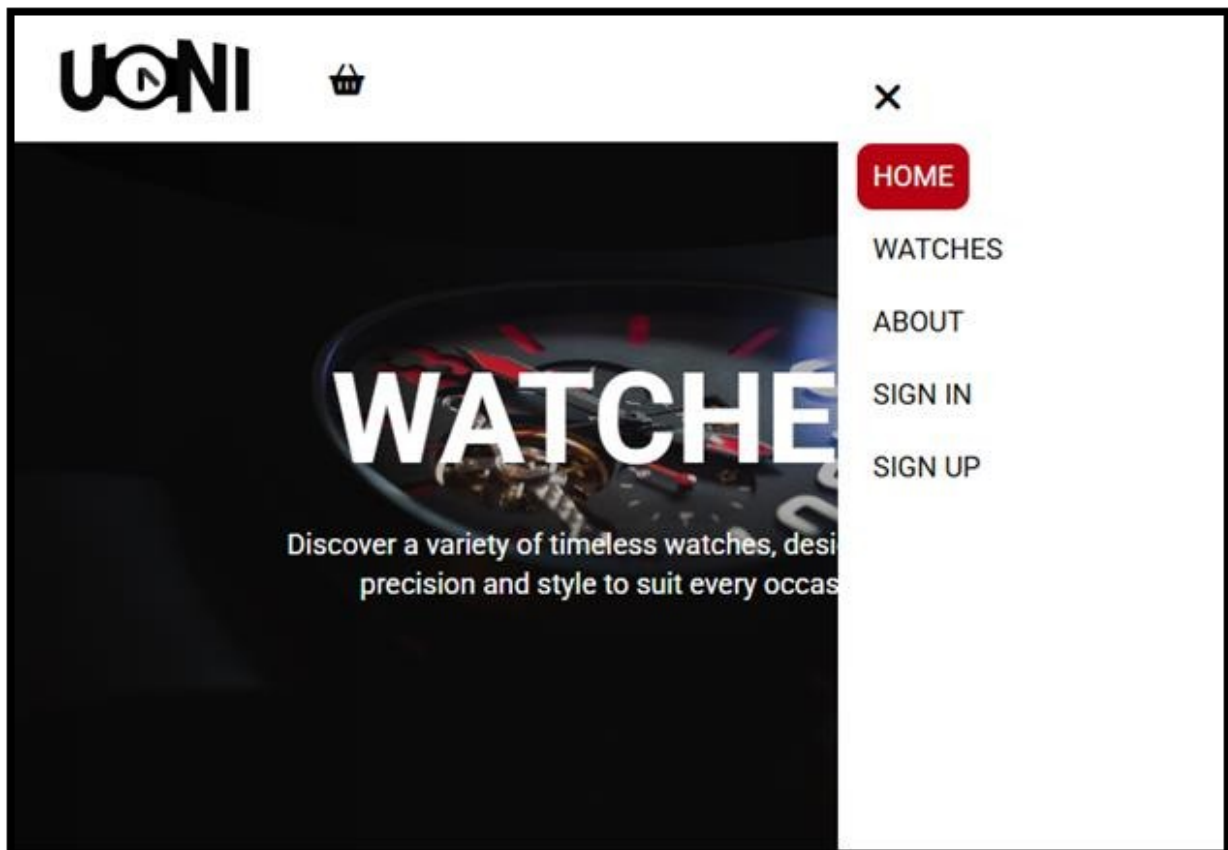 UONI
HOME
WATCHES
ABOUT
SIGN IN
SIGN UP
WATCHE
Discover a variety of timeless watches, desi
precision and style to suit every occas